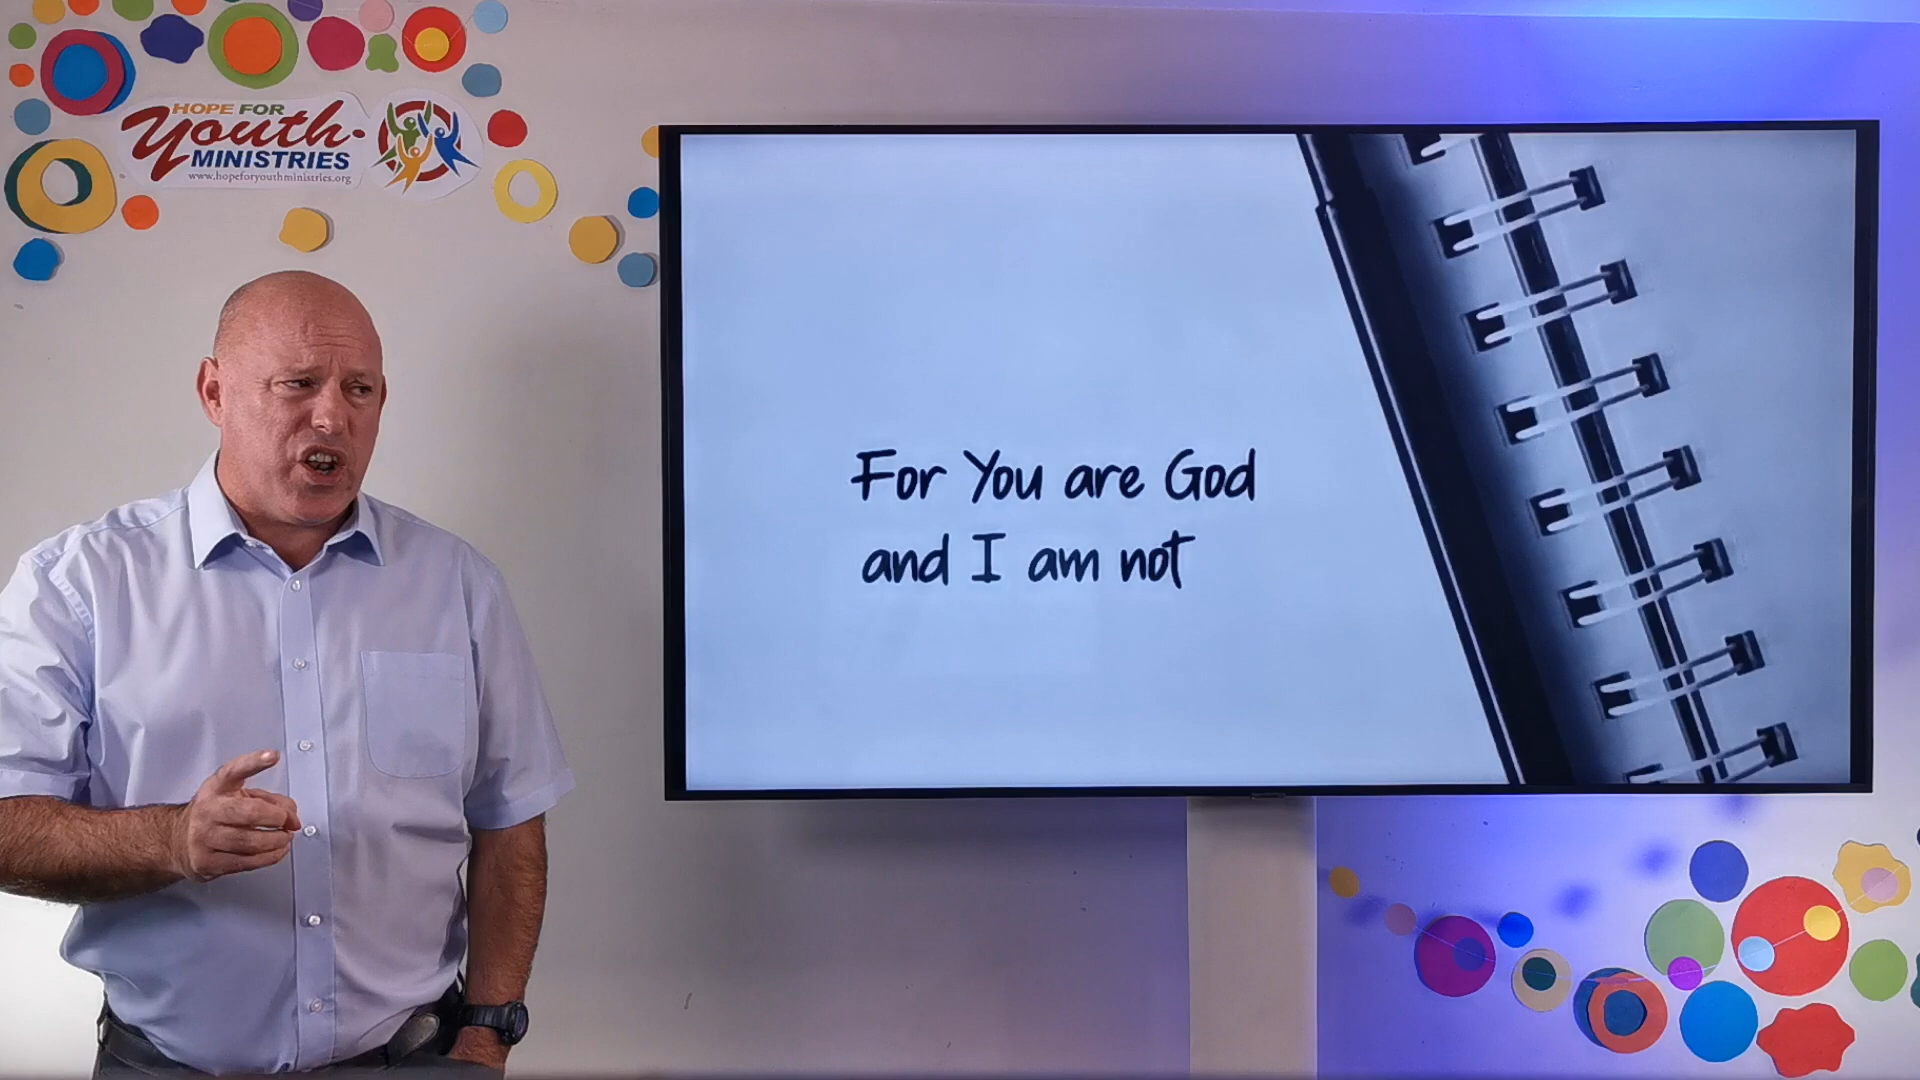 HOPE FOR
Youth
MINISTRIES
www.hopeforyouthministries.org
For You are God
and I am not